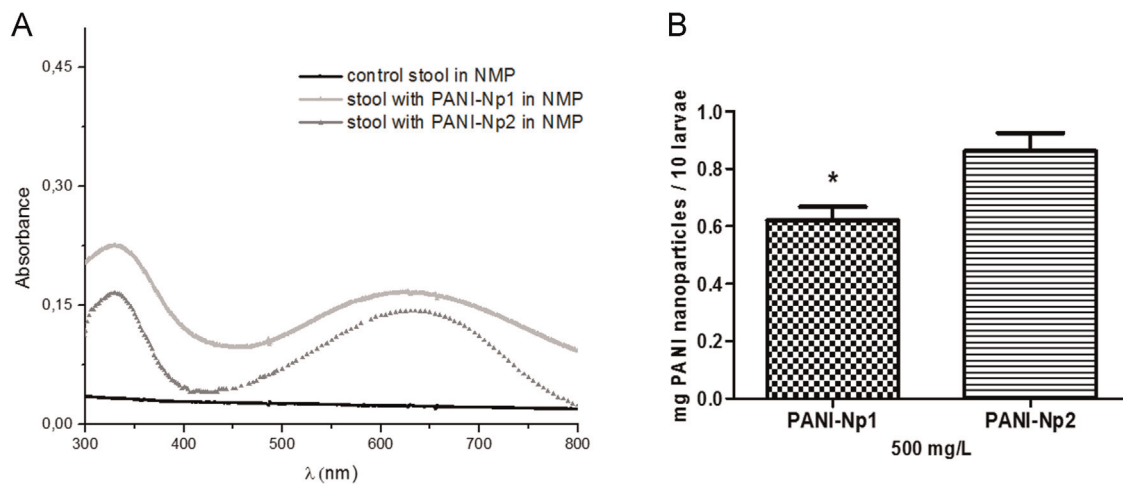 A
Absorbance
0,45
0,30
0,15
0,00
control stool in NMP
stool with PANI-Np1 in NMP
stool with PANI-Np2 in NMP
300 400 500 600 700 800
λ (nm)
B
mg PANI nanoparticles / 10 larvae
1.0
0.8
0.6
0.4
0.2
0.0
*
PANI-Np1 PANI-Np2
500 mg/L